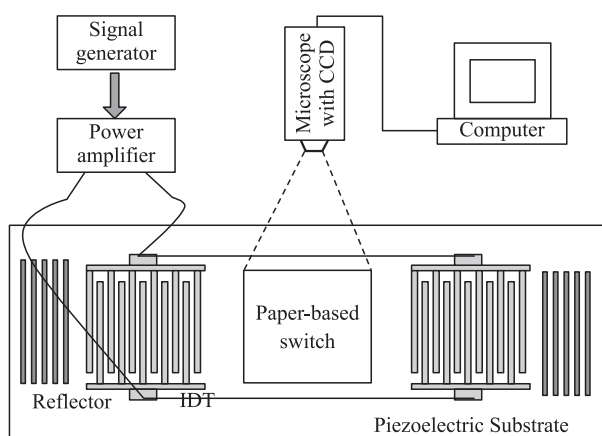 Signal
generator
Power
amplifier
Microscope
with CCD
Computer
Paper-based
switch
Reflector
IDT
Piezoelectric Substrate